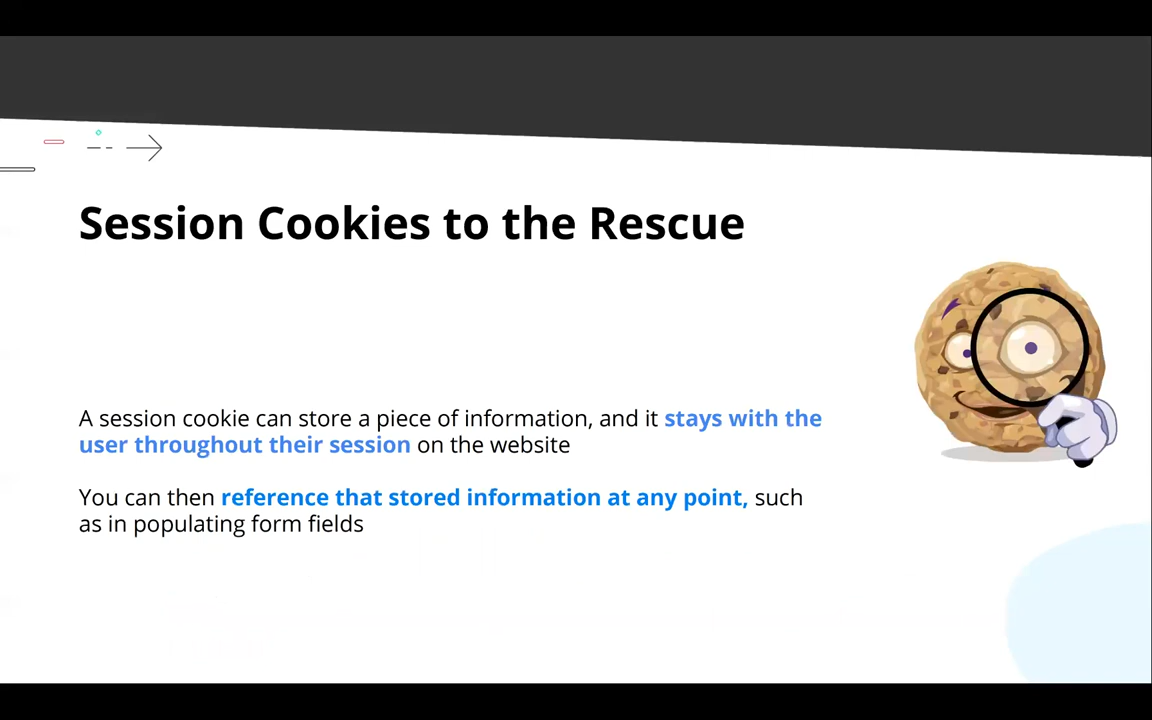 Session Cookies to the Rescue
A session cookie can store a piece of information, and it stays with the
user throughout their session on the website
You can then reference that stored information at any point, such
as in populating form fields